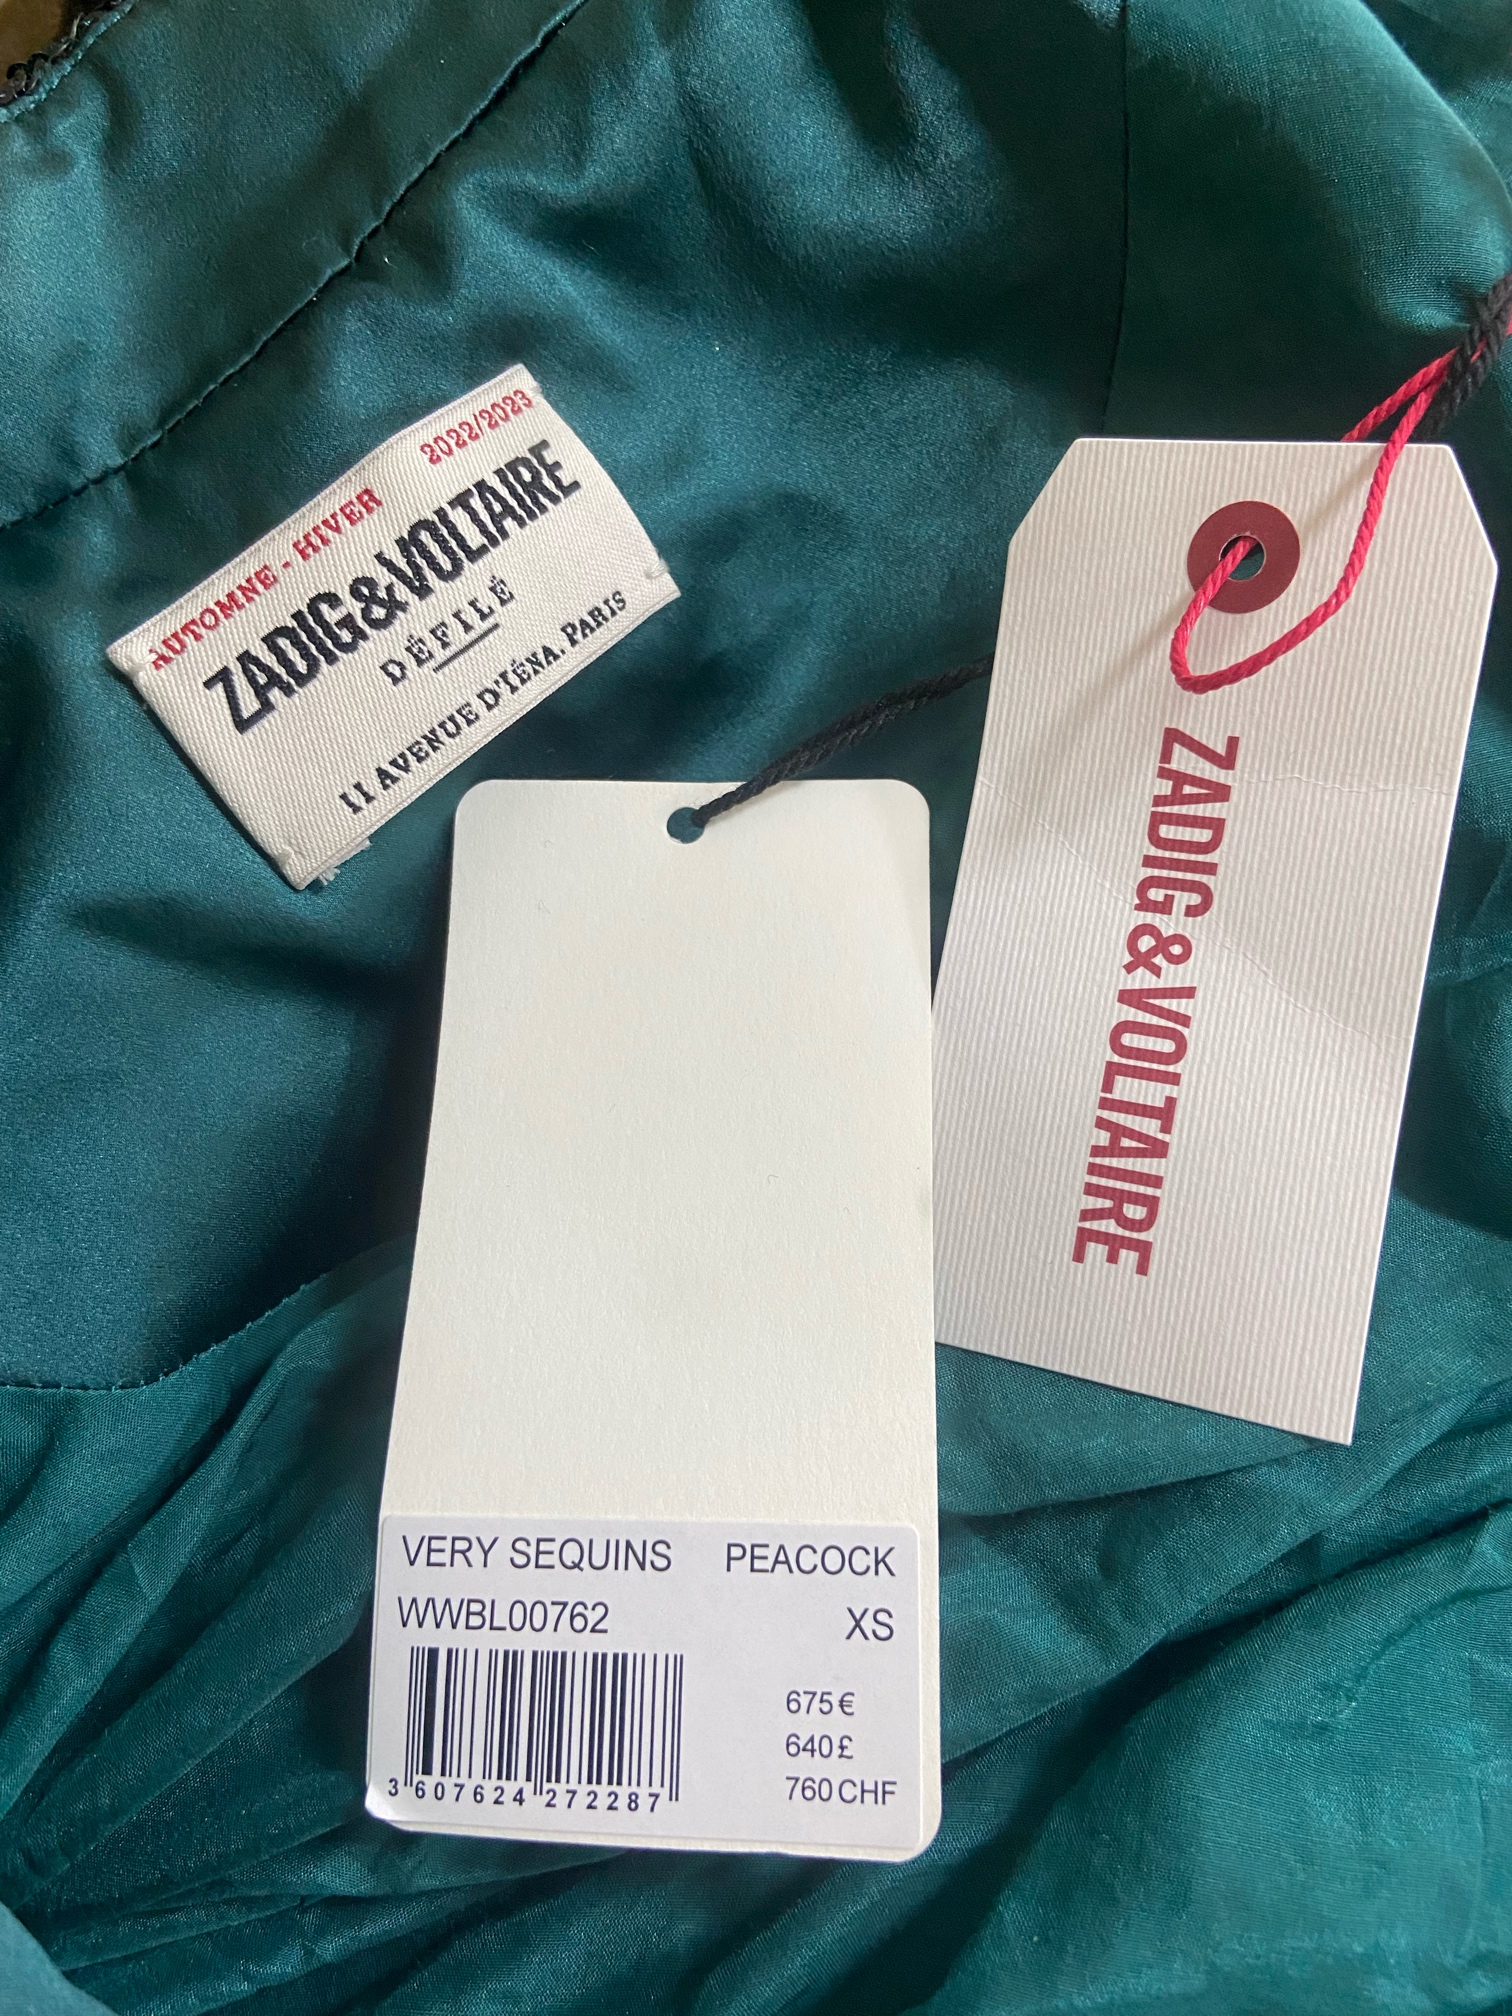 AUTOMNE - HIVER 2022/2023
ZADIG&VOLTAIRE
DÉFILÉ
11 AVENUE D'IÉNA, PARIS
ZADIG&VOLTAIRE
VERY SEQUINS PEACOCK
WWBL00762 XS
675€
640£
760CHF
3 607624 272287